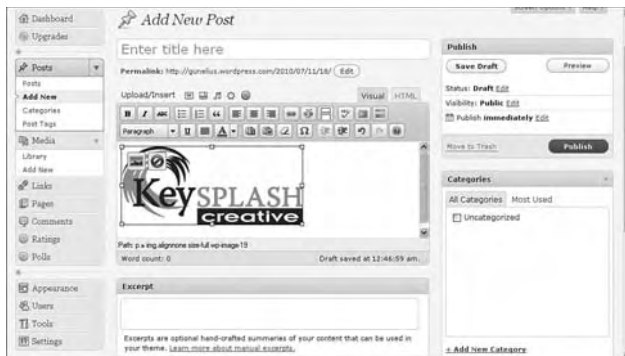 Dashboard
Upgrades
Posts
Posts
Add New
Categories
Post Tags
Media
Library
Add New
Links
Pages
Comments
Ratings
Polls
Appearance
Users
Tools
Settings
Add New Post
Enter title here
Permalink: http://gunelius.wordpress.com/2010/07/11/18/ Edit
Upload/Insert
Visual HTML
B I ABC
Paragraph U A Ω
KeySPLASH
creative
Path: p » img.alignnone size-full wp-image-19
Word count: 0 Draft saved at 12:46:59 am.
Excerpt
Excerpts are optional hand-crafted summaries of your content that can be used in
your theme. Learn more about manual excerpts.
Publish
Save Draft Preview
Status: Draft Edit
Visibility: Public Edit
Publish immediately Edit
Move to Trash Publish
Categories
All Categories Most Used
Uncategorized
+ Add New Category